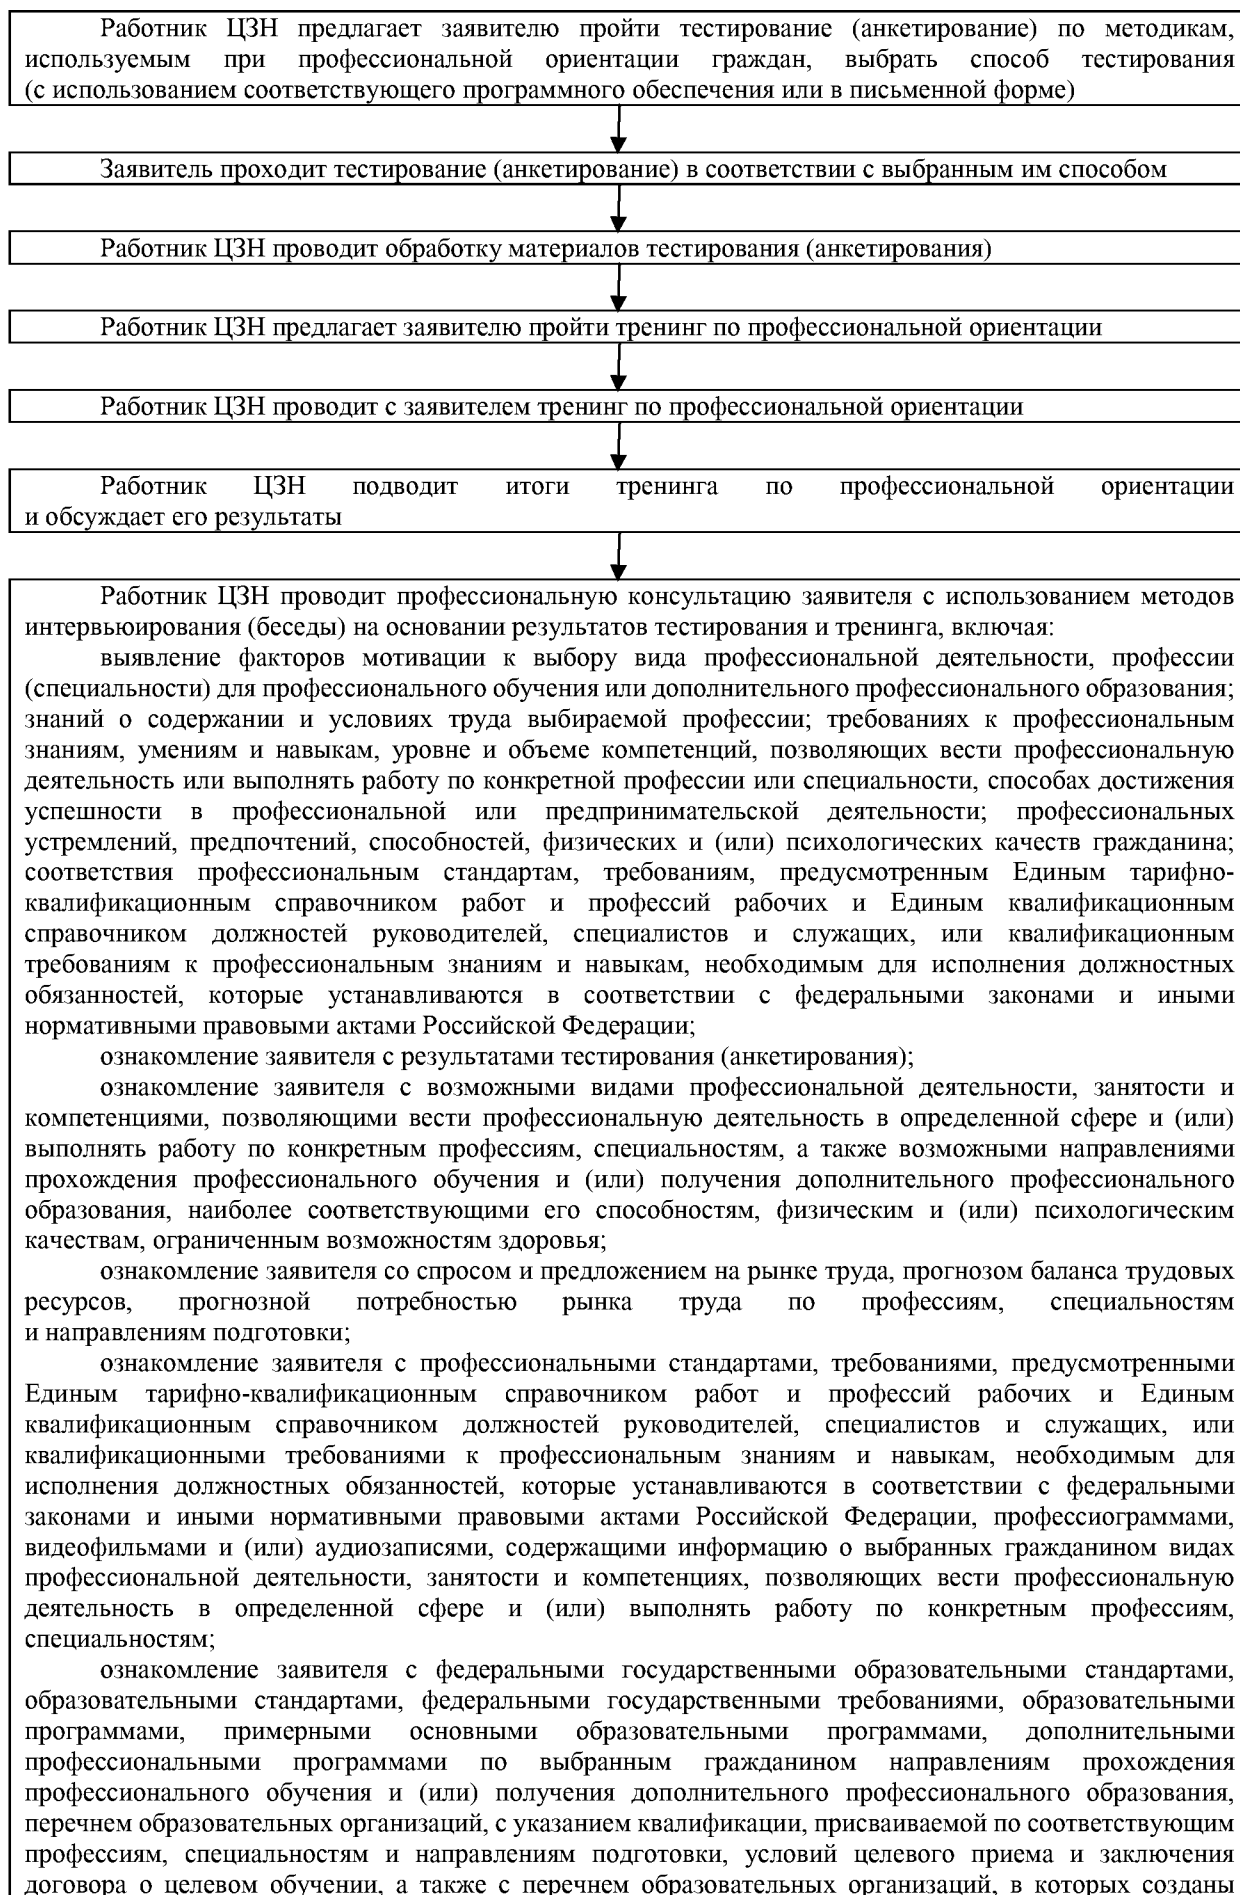 Работник ЦЗН предлагает заявителю пройти тестирование (анкетирование) по методикам,
используемым при профессиональной ориентации граждан, выбрать способ тестирования
(с использованием соответствующего программного обеспечения или в письменной форме)
Заявитель проходит тестирование (анкетирование) в соответствии с выбранным им способом
Работник ЦЗН проводит обработку материалов тестирования (анкетирования)
Работник ЦЗН предлагает заявителю пройти тренинг по профессиональной ориентации
Работник ЦЗН проводит с заявителем тренинг по профессиональной ориентации
Работник ЦЗН подводит итоги тренинга по профессиональной ориентации
и обсуждает его результаты
Работник ЦЗН проводит профессиональную консультацию заявителя с использованием методов
интервьюирования (беседы) на основании результатов тестирования и тренинга, включая:
выявление факторов мотивации к выбору вида профессиональной деятельности, профессии
(специальности) для профессионального обучения или дополнительного профессионального образования;
знаний о содержании и условиях труда выбираемой профессии; требованиях к профессиональным
знаниям, умениям и навыкам, уровне и объеме компетенций, позволяющих вести профессиональную
деятельность или выполнять работу по конкретной профессии или специальности, способах достижения
успешности в профессиональной или предпринимательской деятельности; профессиональных
устремлений, предпочтений, способностей, физических и (или) психологических качеств гражданина;
соответствия профессиональным стандартам, требованиям, предусмотренным Единым тарифно-
квалификационным справочником работ и профессий рабочих и Единым квалификационным
справочником должностей руководителей, специалистов и служащих, или квалификационным
требованиям к профессиональным знаниям и навыкам, необходимым для исполнения должностных
обязанностей, которые устанавливаются в соответствии с федеральными законами и иными
нормативными правовыми актами Российской Федерации;
ознакомление заявителя с результатами тестирования (анкетирования);
ознакомление заявителя с возможными видами профессиональной деятельности, занятости и
компетенциями, позволяющими вести профессиональную деятельность в определенной сфере и (или)
выполнять работу по конкретным профессиям, специальностям, а также возможными направлениями
прохождения профессионального обучения и (или) получения дополнительного профессионального
образования, наиболее соответствующими его способностям, физическим и (или) психологическим
качествам, ограниченным возможностям здоровья;
ознакомление заявителя со спросом и предложением на рынке труда, прогнозом баланса трудовых
ресурсов, прогнозной потребностью рынка труда по профессиям, специальностям
и направлениям подготовки;
ознакомление заявителя с профессиональными стандартами, требованиями, предусмотренными
Единым тарифно-квалификационным справочником работ и профессий рабочих и Единым
квалификационным справочником должностей руководителей, специалистов и служащих, или
квалификационными требованиями к профессиональным знаниям и навыкам, необходимым для
исполнения должностных обязанностей, которые устанавливаются в соответствии с федеральными
законами и иными нормативными правовыми актами Российской Федерации, профессиограммами,
видеофильмами и (или) аудиозаписями, содержащими информацию о выбранных гражданином видах
профессиональной деятельности, занятости и компетенциях, позволяющих вести профессиональную
деятельность в определенной сфере и (или) выполнять работу по конкретным профессиям,
специальностям;
ознакомление заявителя с федеральными государственными образовательными стандартами,
образовательными стандартами, федеральными государственными требованиями, образовательными
программами, примерными основными образовательными программами, дополнительными
профессиональными программами по выбранным гражданином направлениям прохождения
профессионального обучения и (или) получения дополнительного профессионального образования,
перечнем образовательных организаций, с указанием квалификации, присваиваемой по соответствующим
профессиям, специальностям и направлениям подготовки, условий целевого приема и заключения
договора о целевом обучении, а также с перечнем образовательных организаций, в которых созданы